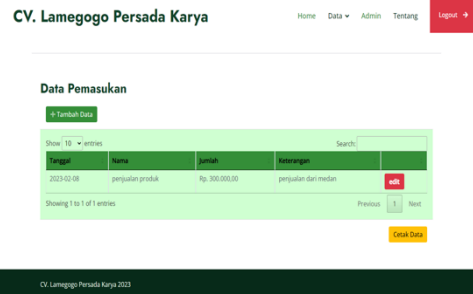 CV. Lamegogo Persada Karya
Home Data Admin Tentang Logout
Data Pemasukan
+ Tambah Data
Show 10 entries Search:
Tanggal Nama Jumlah Keterangan
2023-02-08 penjualan produk Rp. 300.000,00 penjualan dari medan edit
Showing 1 to 1 of 1 entries Previous 1 Next
Cetak Data
CV. Lamegogo Persada Karya 2023